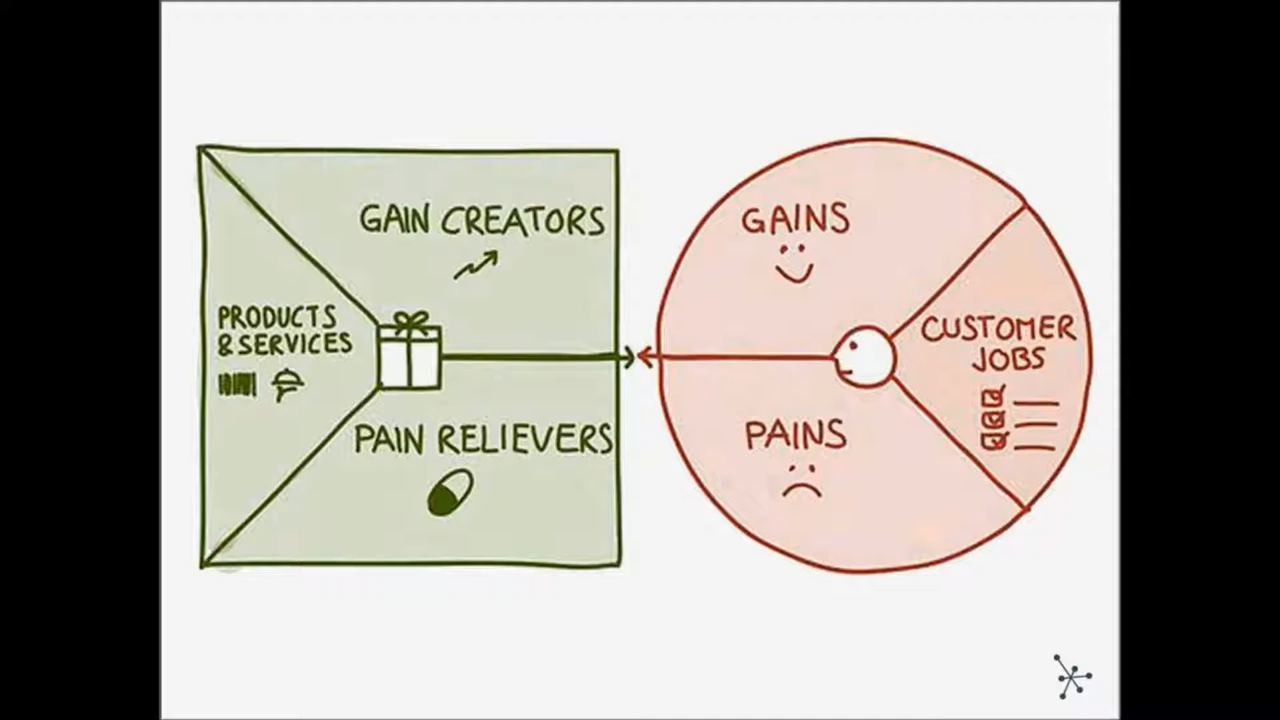 GAIN CREATORS
PRODUCTS
& SERVICES
PAIN RELIEVERS
GAINS
CUSTOMER
JOBS
PAINS